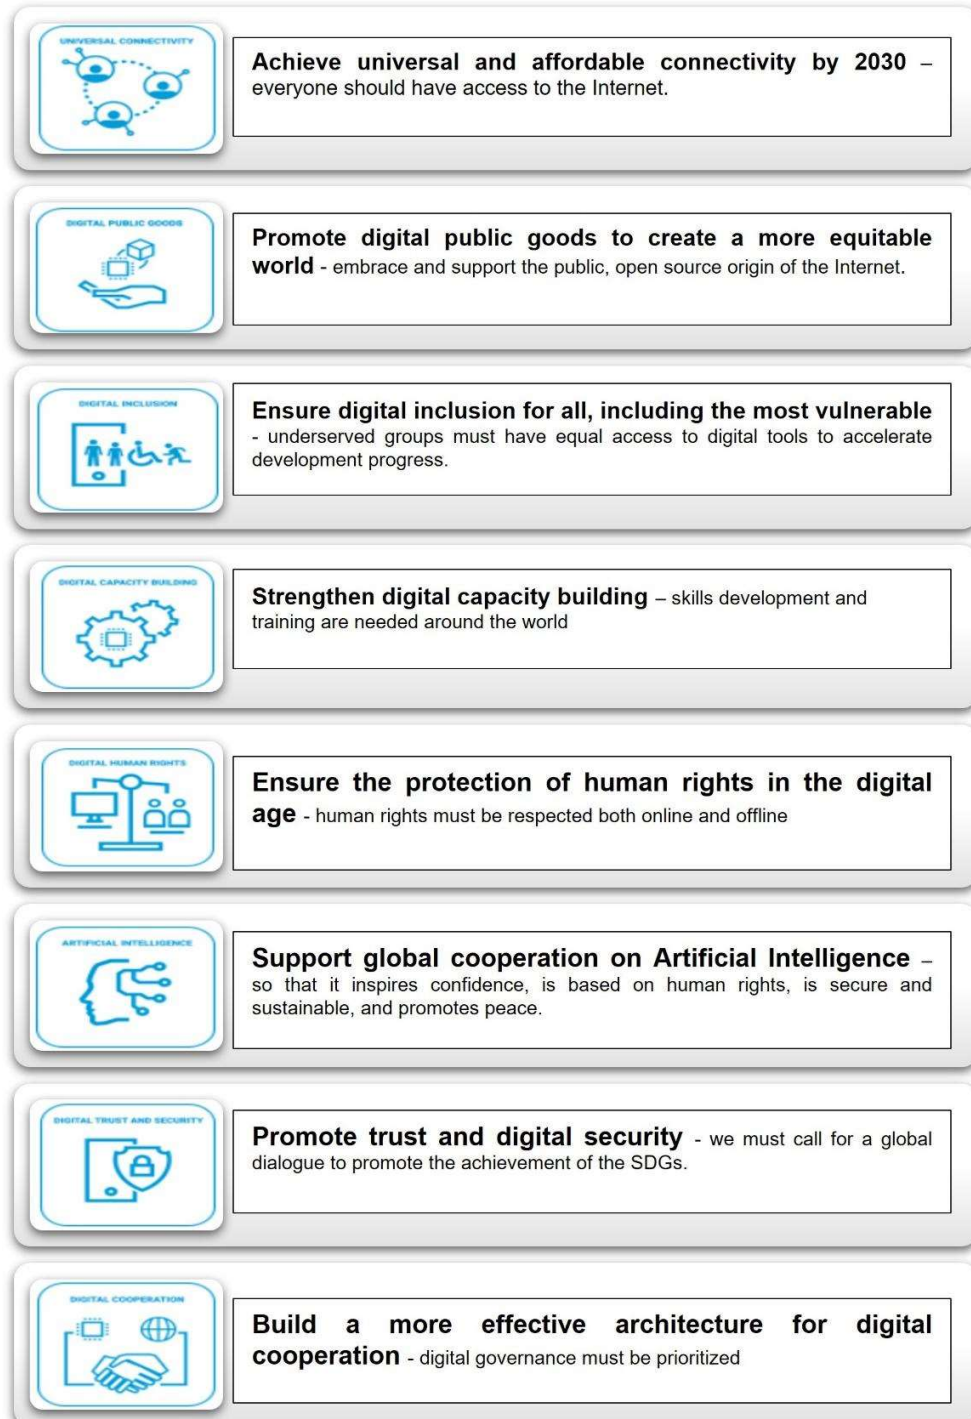 UNIVERSAL CONNECTIVITY
Achieve universal and affordable connectivity by 2030 –
everyone should have access to the Internet.
DIGITAL PUBLIC GOODS
Promote digital public goods to create a more equitable
world - embrace and support the public, open source origin of the Internet.
DIGITAL INCLUSION
Ensure digital inclusion for all, including the most vulnerable
- underserved groups must have equal access to digital tools to accelerate
development progress.
DIGITAL CAPACITY BUILDING
Strengthen digital capacity building – skills development and
training are needed around the world
DIGITAL HUMAN RIGHTS
Ensure the protection of human rights in the digital
age - human rights must be respected both online and offline
ARTIFICIAL INTELLIGENCE
Support global cooperation on Artificial Intelligence –
so that it inspires confidence, is based on human rights, is secure and
sustainable, and promotes peace.
DIGITAL TRUST AND SECURITY
Promote trust and digital security - we must call for a global
dialogue to promote the achievement of the SDGs.
DIGITAL COOPERATION
Build a more effective architecture for digital
cooperation - digital governance must be prioritized